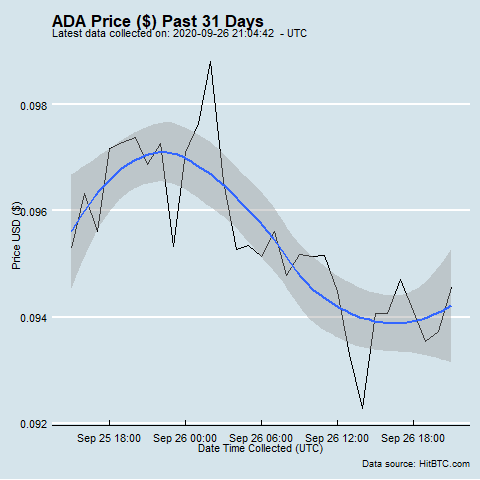 ADA Price ($) Past 31 Days
Latest data collected on: 2020-09-26 21:04:42 - UTC
0.098
0.096
0.094
0.092
Price USD ($)
Sep 25 18:00 Sep 26 00:00 Sep 26 06:00 Sep 26 12:00 Sep 26 18:00
Date Time Collected (UTC)
Data source: HitBTC.com